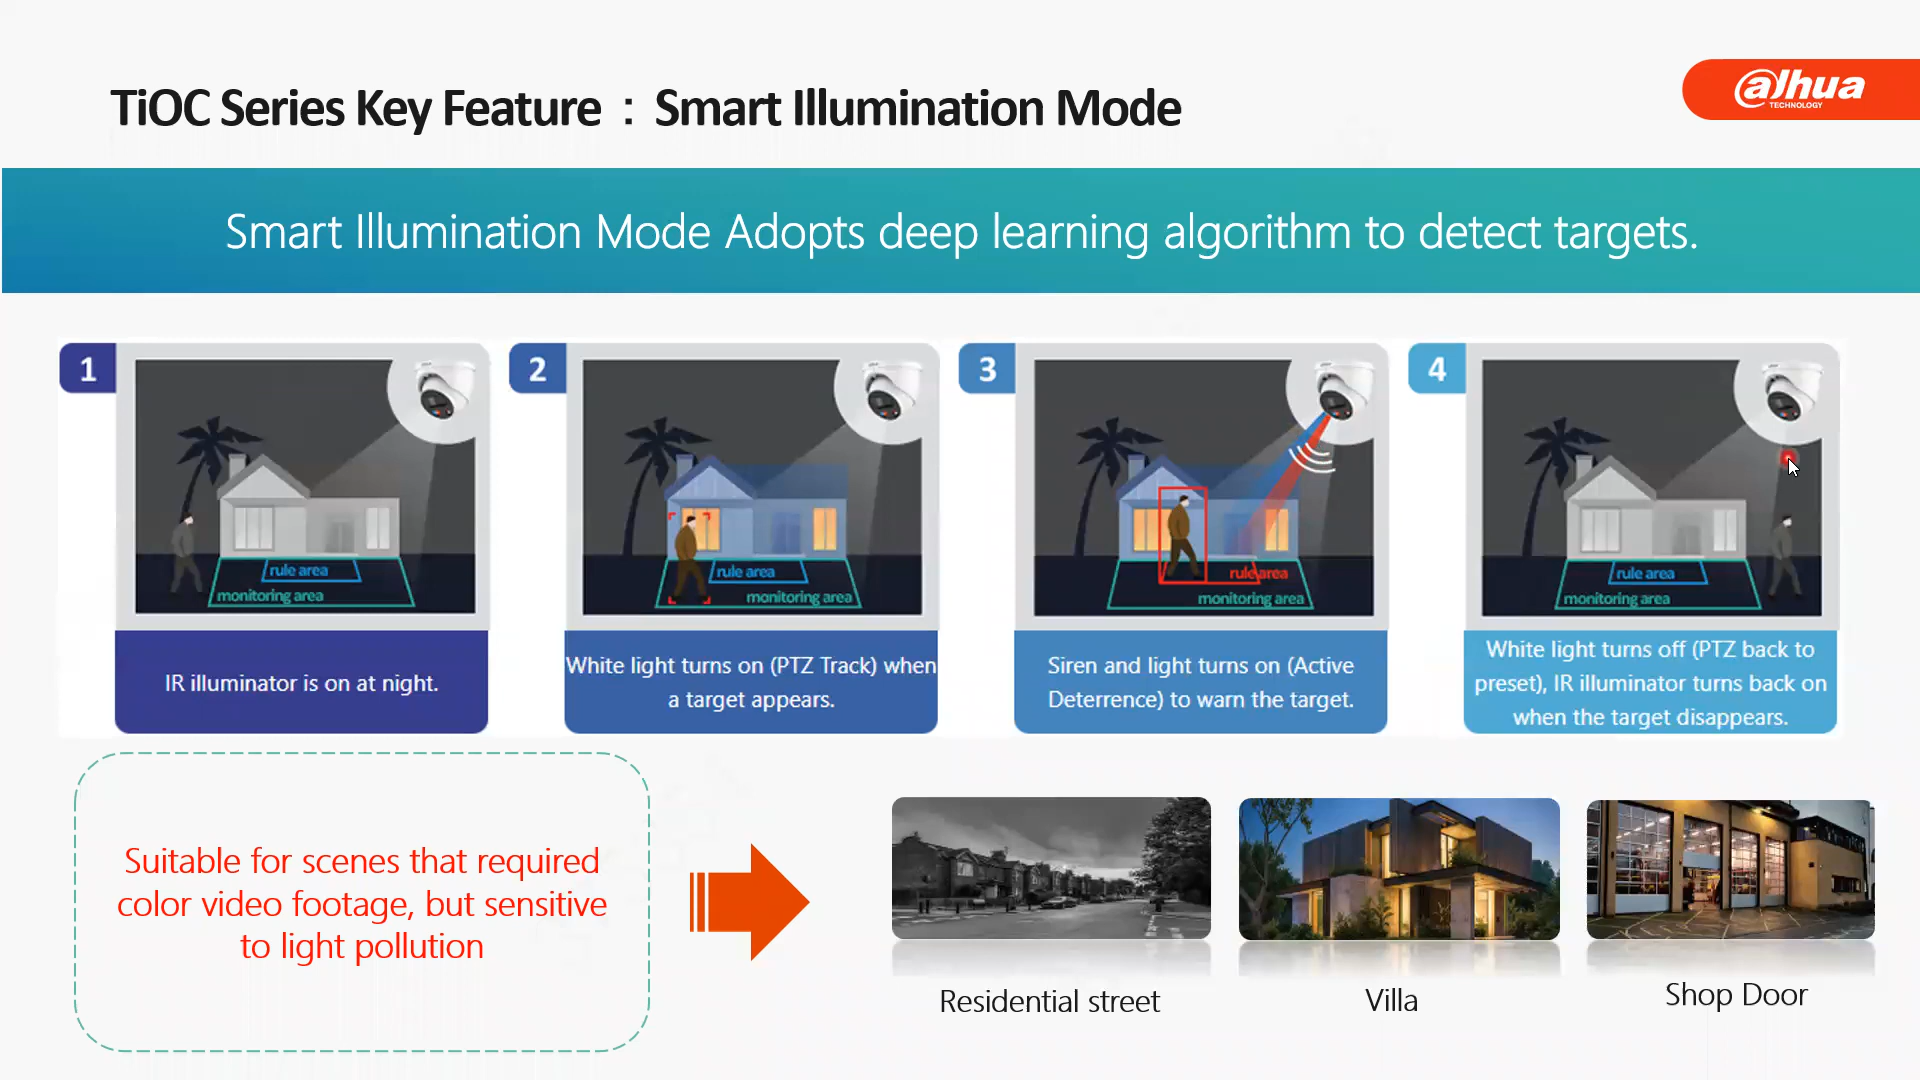 TiOC Series Key Feature：Smart Illumination Mode
alhua
TECHNOLOGY
Smart Illumination Mode Adopts deep learning algorithm to detect targets.
1
rule area
monitoring area
IR illuminator is on at night.
2
rule area
monitoring area
White light turns on (PTZ Track) when
a target appears.
3
rule area
monitoring area
Siren and light turns on (Active
Deterrence) to warn the target.
4
rule area
monitoring area
White light turns off (PTZ back to
preset), IR illuminator turns back on
when the target disappears.
Suitable for scenes that required
color video footage, but sensitive
to light pollution
Residential street
Villa
Shop Door